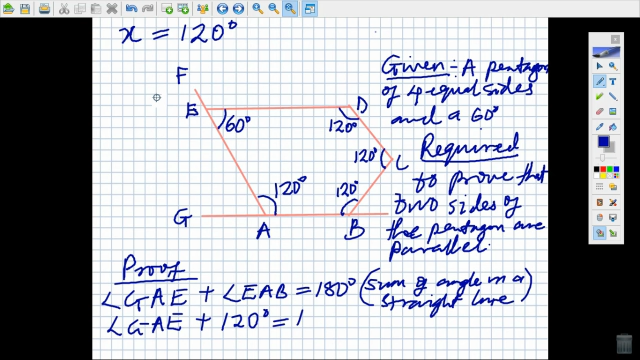 x = 120°
Given:- A pentagon
of 4 equal sides
and a 60°
Required
to prove that
two sides of
the pentagon are
parallel.
F
E
60°
D
120°
120°
C
120°
120°
G
A
B
Proof
∠GAE + ∠EAB = 180° (sum of angle in a straight line)
∠GAE + 120° = 1